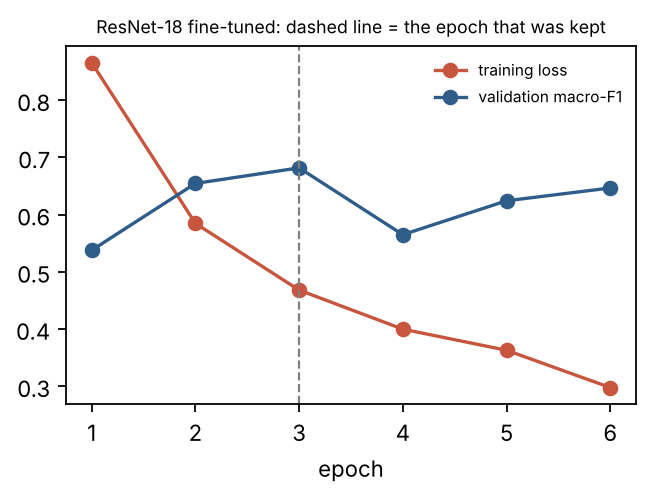 ResNet-18 fine-tuned: dashed line = the epoch that was kept
training loss
validation macro-F1
0.8
0.7
0.6
0.5
0.4
0.3
1 2 3 4 5 6
epoch